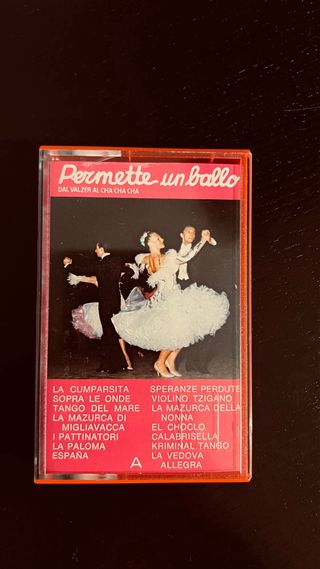 Permette un ballo
DAL VALZER AL CHA CHA CHA
LA CUMPARSITA
SOPRA LE ONDE
TANGO DEL MARE
LA MAZURCA DI
MIGLIAVACCA
I PATTINATORI
LA PALOMA
ESPAÑA
SPERANZE PERDUTE
VIOLINO TZIGANO
LA MAZURCA DELLA
NONNA
EL CHOCLO
CALABRISELLA
KRIMINAL TANGO
LA VEDOVA
ALLEGRA
A